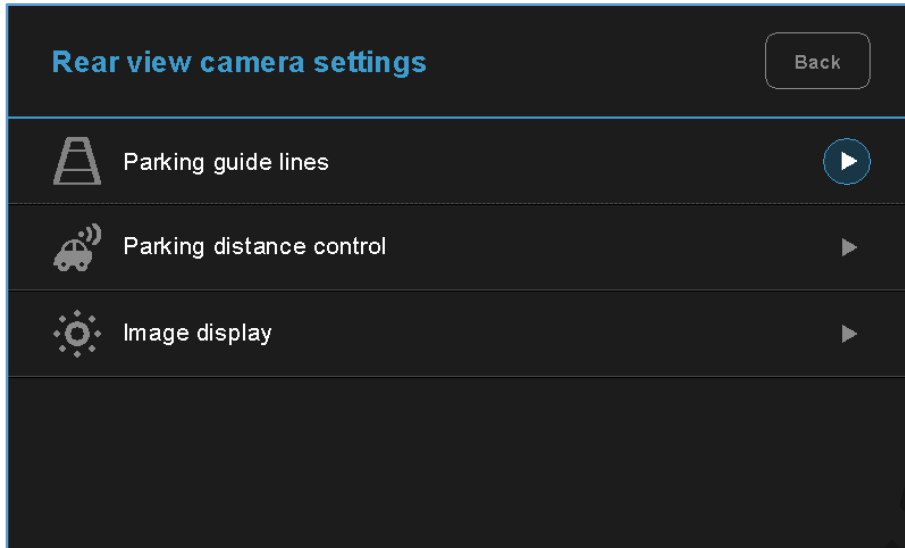 Rear view camera settings
Back
Parking guide lines
Parking distance control
Image display